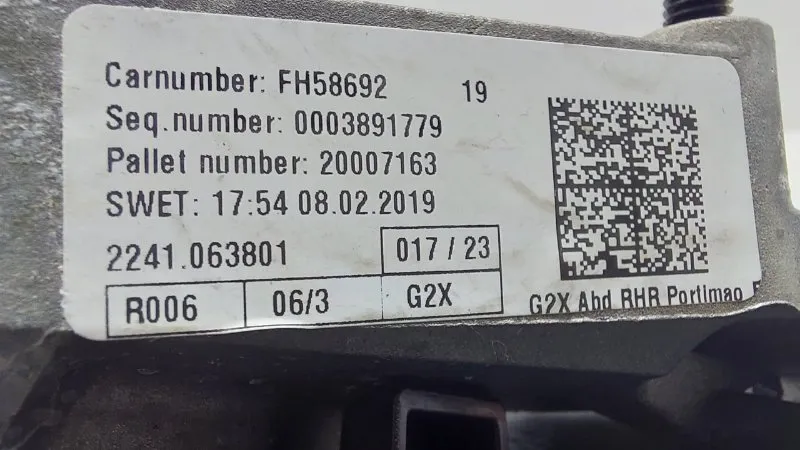 Carnumber: FH58692 19
Seq.number: 0003891779
Pallet number: 20007163
SWET: 17:54 08.02.2019
2241.063801 017 / 23
R006 06/3 G2X
G2X Abd RHR Portimao